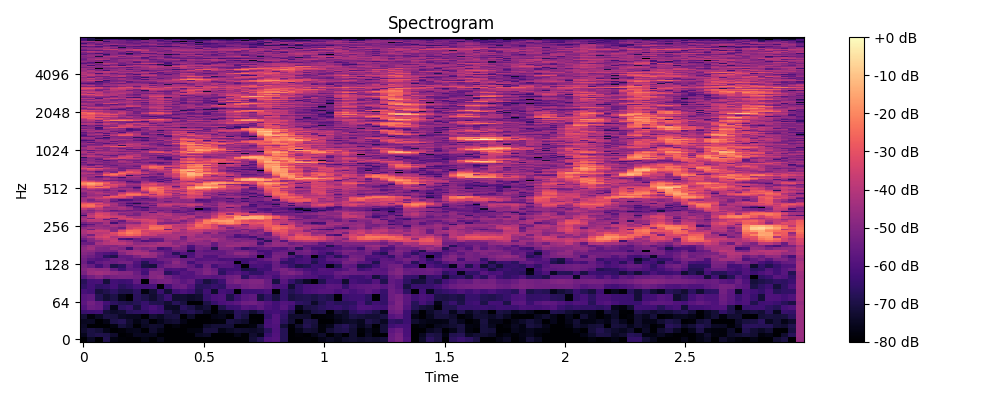 Spectrogram
Hz
4096
2048
1024
512
256
128
64
0
0
0.5
1
1.5
2
2.5
Time
+0 dB
-10 dB
-20 dB
-30 dB
-40 dB
-50 dB
-60 dB
-70 dB
-80 dB